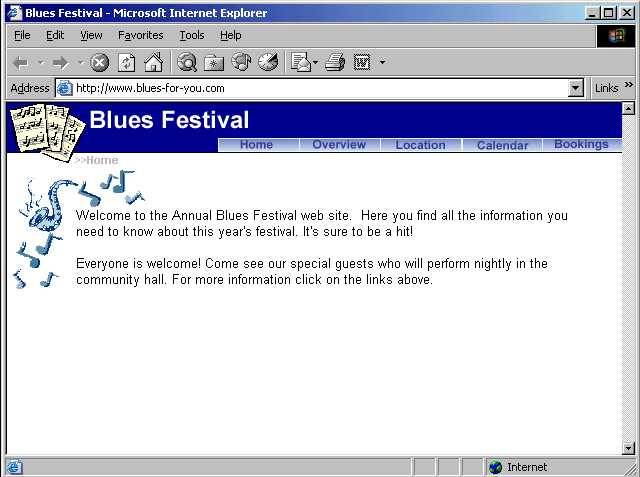 Blues Festival - Microsoft Internet Explorer
File Edit View Favorites Tools Help
Address http://www.blues-for-you.com Links »
Blues Festival
Home Overview Location Calendar Bookings
>>Home
Welcome to the Annual Blues Festival web site.  Here you find all the information you
need to know about this year's festival. It's sure to be a hit!
Everyone is welcome! Come see our special guests who will perform nightly in the
community hall. For more information click on the links above.
Internet